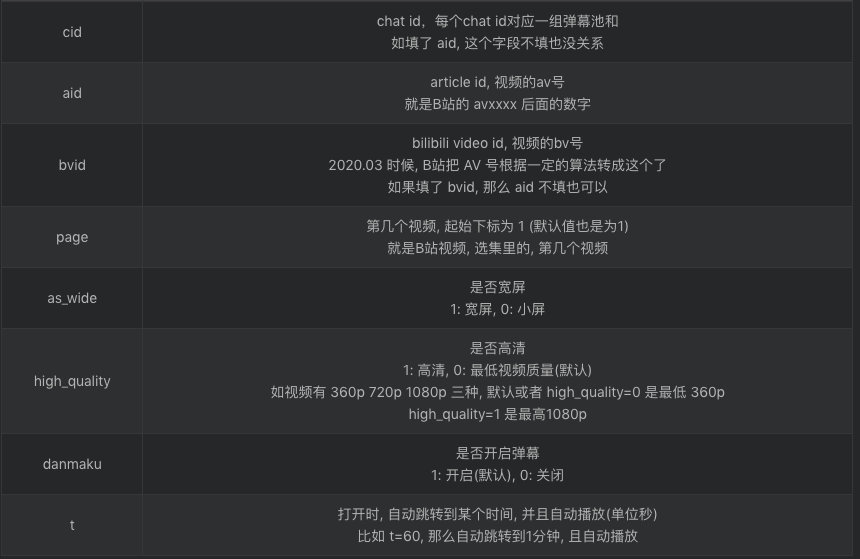 cid
chat id，每个chat id对应一组弹幕池和
如填了 aid, 这个字段不填也没关系
aid
article id, 视频的av号
就是B站的 avxxxx 后面的数字
bvid
bilibili video id, 视频的bv号
2020.03 时候, B站把 AV 号根据一定的算法转成这个了
如果填了 bvid, 那么 aid 不填也可以
page
第几个视频, 起始下标为 1 (默认值也是为1)
就是B站视频, 选集里的, 第几个视频
as_wide
是否宽屏
1: 宽屏, 0: 小屏
high_quality
是否高清
1: 高清, 0: 最低视频质量(默认)
如视频有 360p 720p 1080p 三种, 默认或者 high_quality=0 是最低 360p
high_quality=1 是最高1080p
danmaku
是否开启弹幕
1: 开启(默认), 0: 关闭
t
打开时, 自动跳转到某个时间, 并且自动播放(单位秒)
比如 t=60, 那么自动跳转到1分钟, 且自动播放